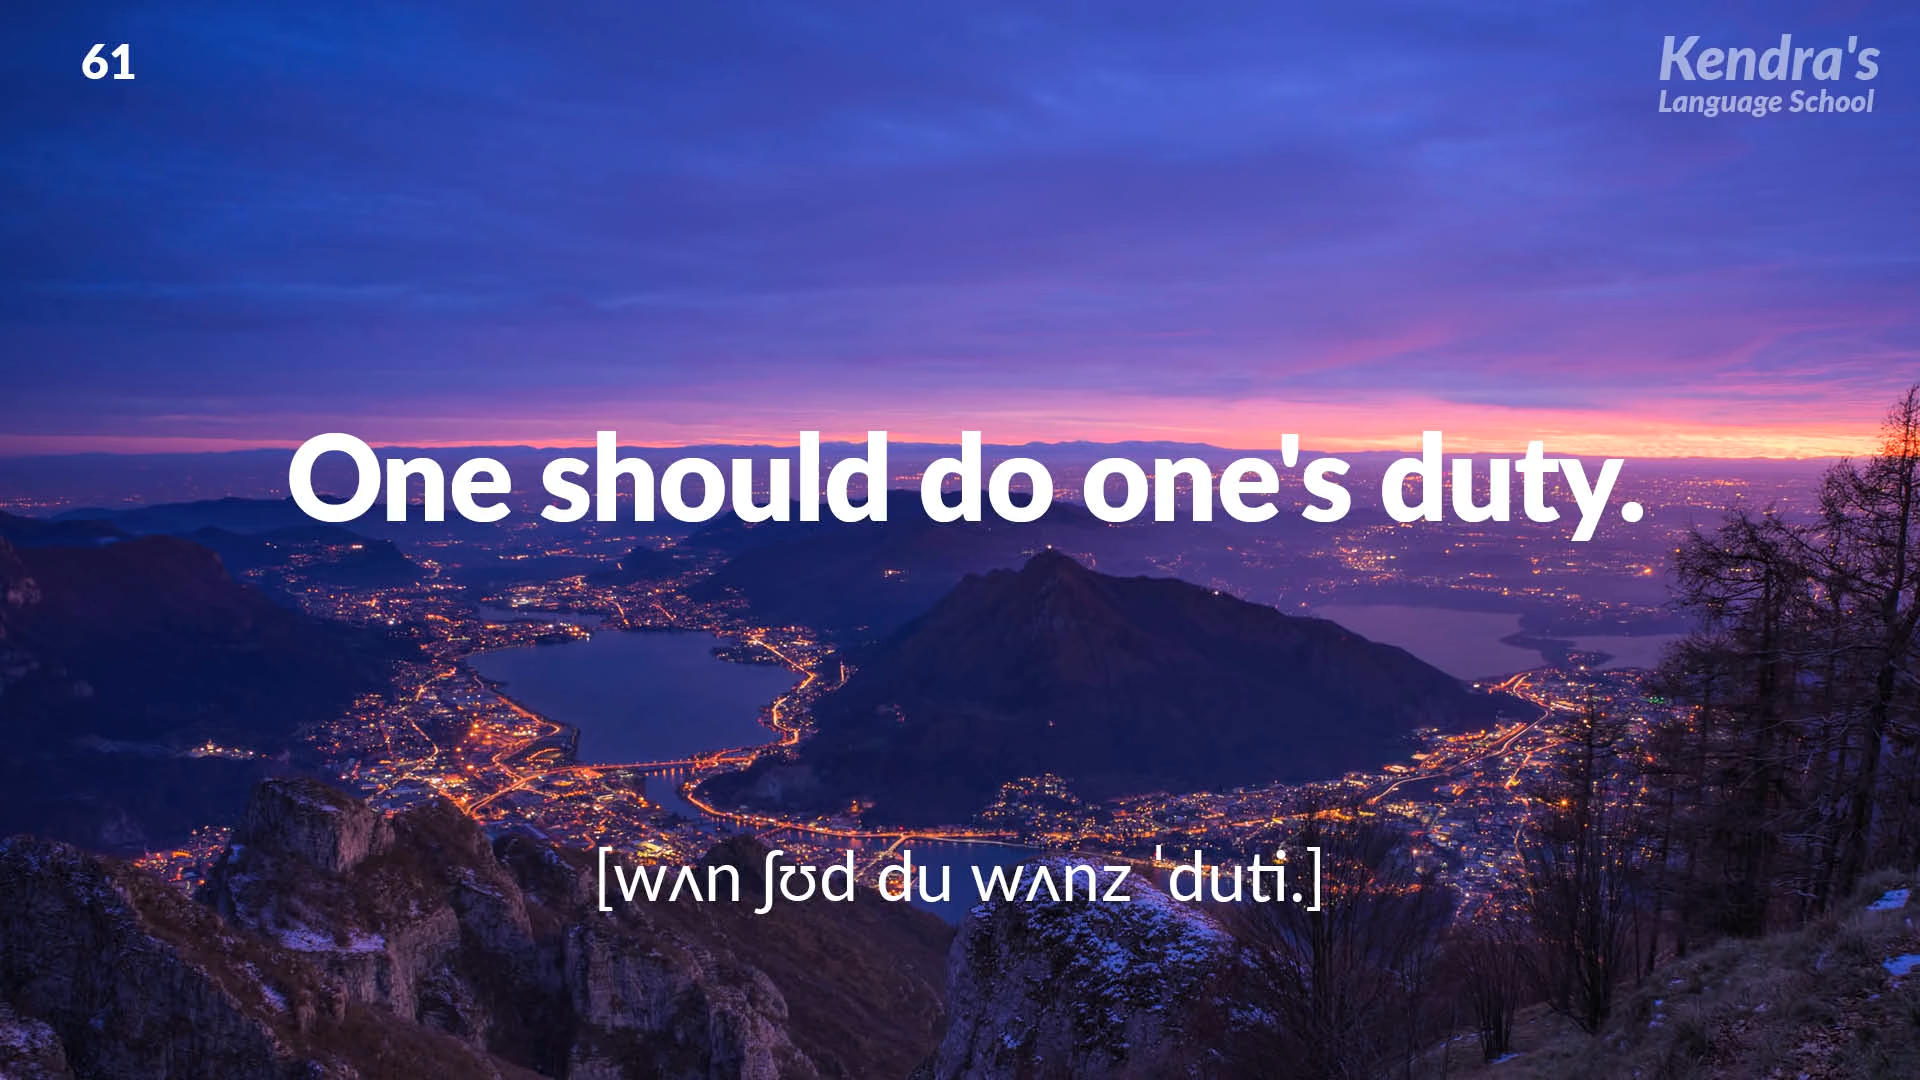 61
Kendra's
Language School
One should do one's duty.
[wʌn ʃʊd du wʌnz ˈduti.]